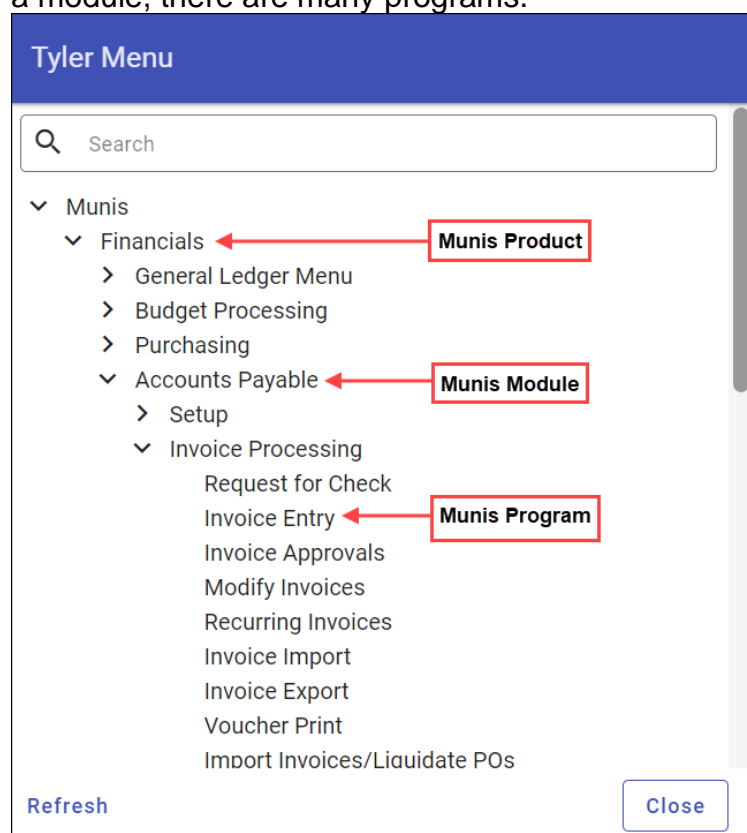 a module, there are many programs.
Tyler Menu
Search
Munis
Financials Munis Product
General Ledger Menu
Budget Processing
Purchasing
Accounts Payable Munis Module
Setup
Invoice Processing
Request for Check
Invoice Entry Munis Program
Invoice Approvals
Modify Invoices
Recurring Invoices
Invoice Import
Invoice Export
Voucher Print
Import Invoices/Liquidate POs
Refresh Close